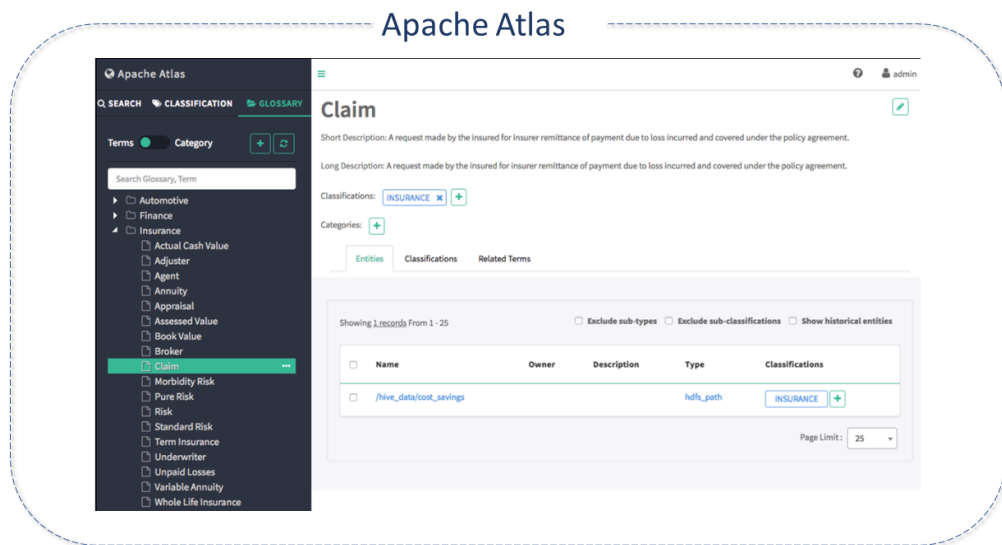 Apache Atlas
Apache Atlas
admin
SEARCH CLASSIFICATION GLOSSARY
Claim
Short Description: A request made by the insured for insurer remittance of payment due to loss incurred and covered under the policy agreement.
Terms Category
Long Description: A request made by the insured for insurer remittance of payment due to loss incurred and covered under the policy agreement.
Search Glossary, Term
Classifications: INSURANCE
Automotive
Finance
Categories:
Insurance
Actual Cash Value
Adjuster
Agent
Annuity
Appraisal
Assessed Value
Book Value
Broker
Claim
Morbidity Risk
Pure Risk
Risk
Standard Risk
Term Insurance
Underwriter
Unpaid Losses
Variable Annuity
Whole Life Insurance
Entities Classifications Related Terms
Showing 1 records From 1 - 25 Exclude sub-types Exclude sub-classifications Show historical entities
Name Owner Description Type Classifications
/hive_data/cost_savings hdfs_path INSURANCE
Page Limit : 25